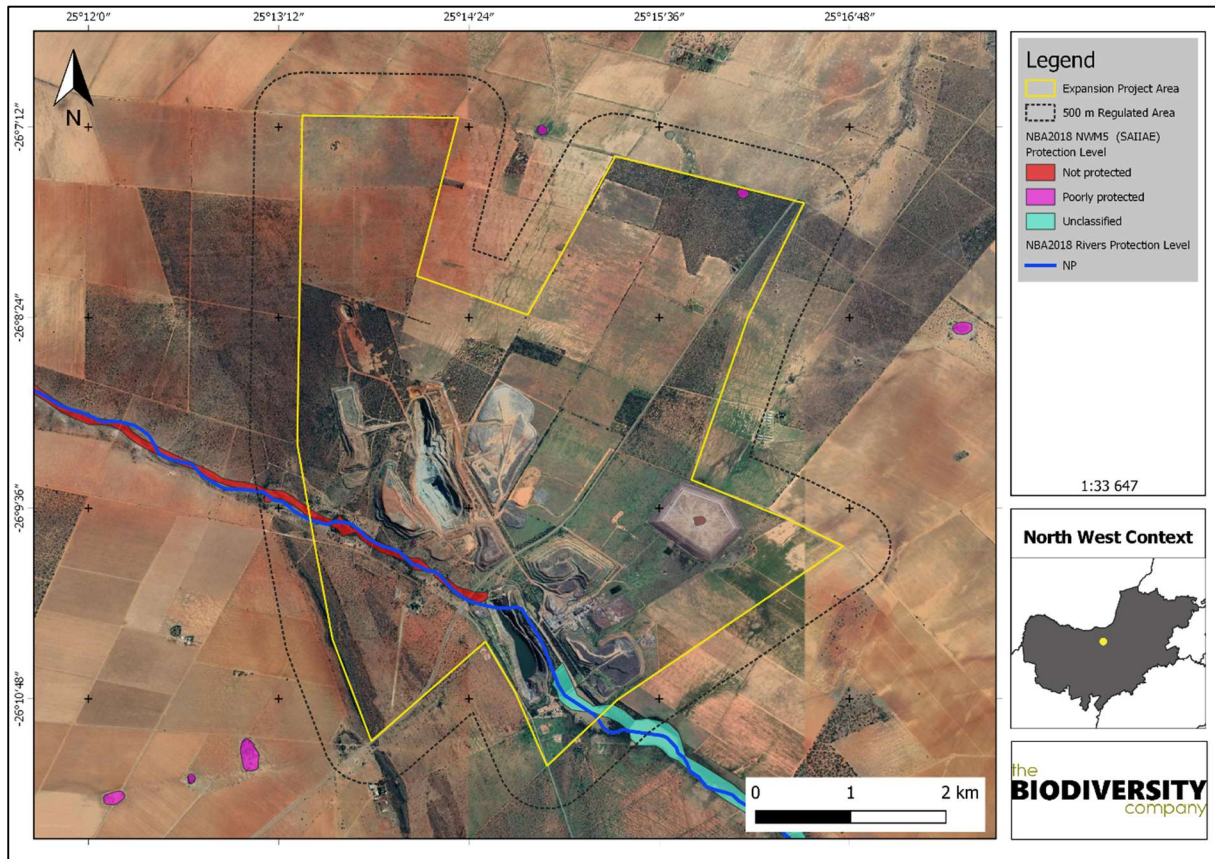 25°12′0″ 25°13′12″ 25°14′24″ 25°15′36″ 25°16′48″
-26°7′12″
-26°8′24″
-26°9′36″
-26°10′48″
N
0 1 2 km
Legend
Expansion Project Area
500 m Regulated Area
NBA2018 NWM5 (SAIIAE)
Protection Level
Not protected
Poorly protected
Unclassified
NBA2018 Rivers Protection Level
NP
1:33 647
North West Context
the
BIODIVERSITY
company